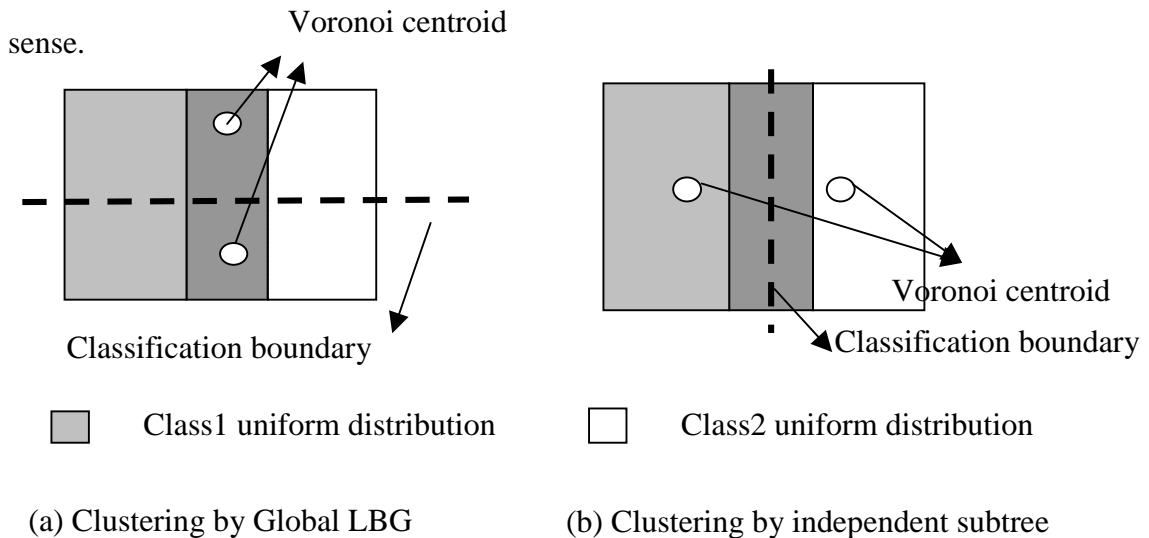 sense.
Voronoi centroid
Classification boundary
Voronoi centroid
Classification boundary
Class1 uniform distribution
Class2 uniform distribution
(a) Clustering by Global LBG
(b) Clustering by independent subtree